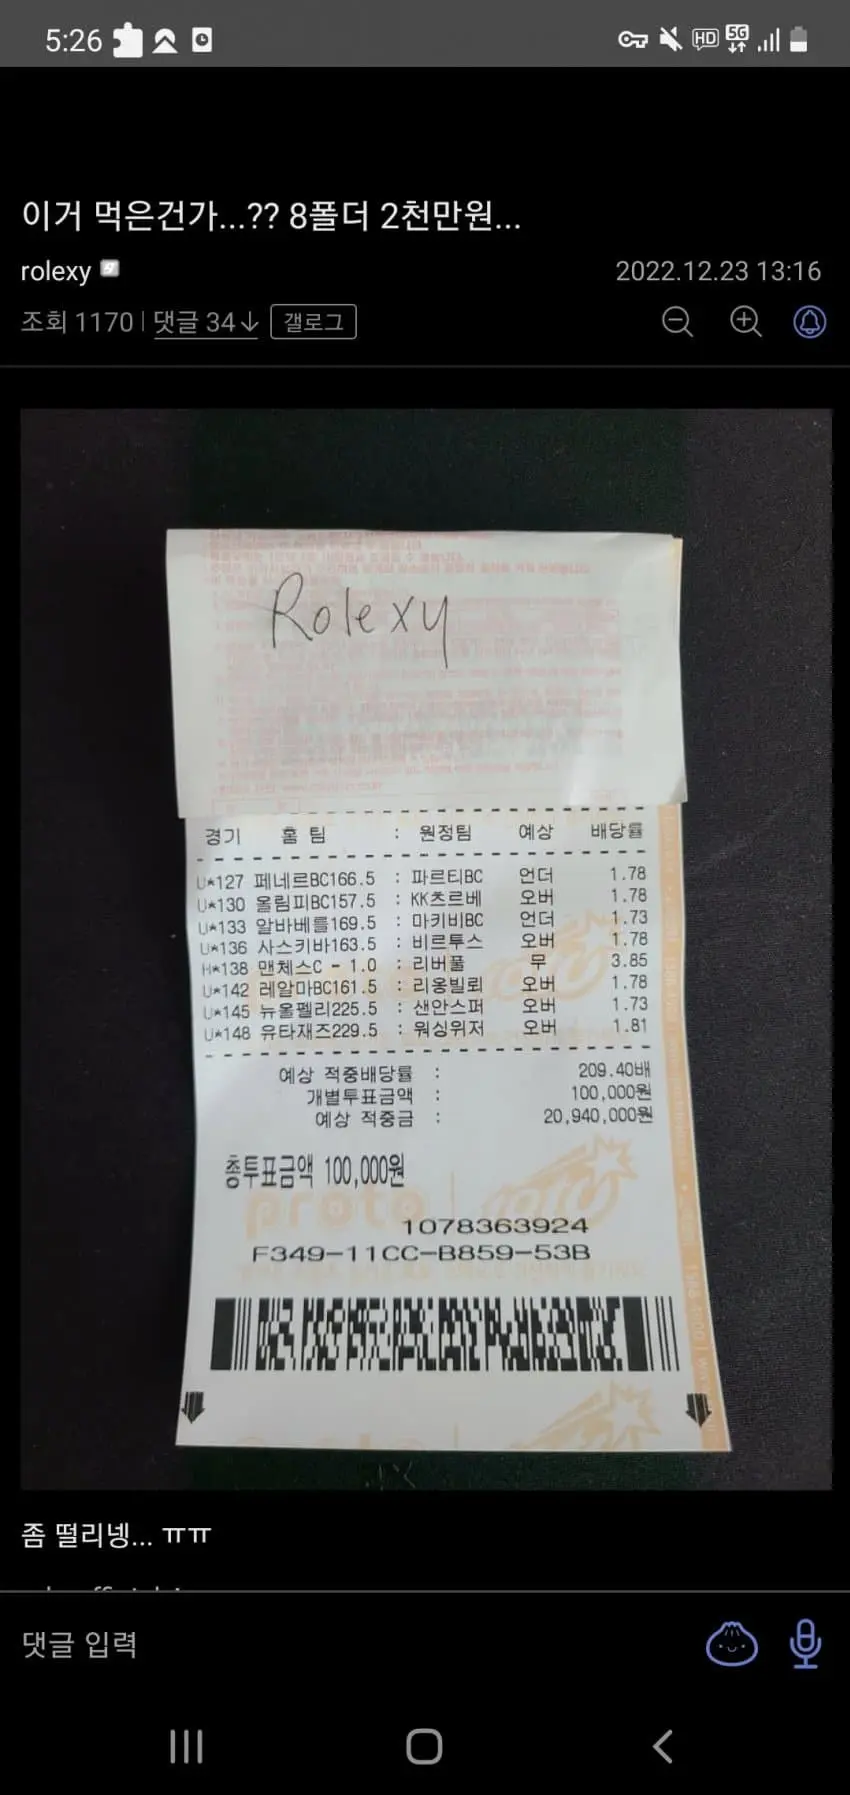 5:26
HD 5G
이거 먹은건가...?? 8폴더 2천만원...
rolexy
2022.12.23 13:16
조회 1170 | 댓글 34↓ 갤로그
Rolexy
경기 홈 팀 : 원정팀 예상 배당률
U*127 페네르BC166.5 : 파르티BC 언더 1.78
U*130 올림피BC157.5 : KK츠르베 오버 1.78
U*133 알바베를169.5 : 마키비BC 언더 1.73
U*136 사스키바163.5 : 비르투스 오버 1.78
H*138 맨체스C - 1.0 : 리버풀 무 3.85
U*142 레알마BC161.5 : 리옹빌뢰 오버 1.78
U*145 뉴올펠리225.5 : 샌안스퍼 오버 1.73
U*148 유타재즈229.5 : 워싱위저 오버 1.81
예상 적중배당률 : 209.40배
개별투표금액 : 100,000원
예상 적중금 : 20,940,000원
총투표금액 100,000원
proto
1078363924
F349-11CC-B859-53B
좀 떨리넹... ㅠㅠ
댓글 입력